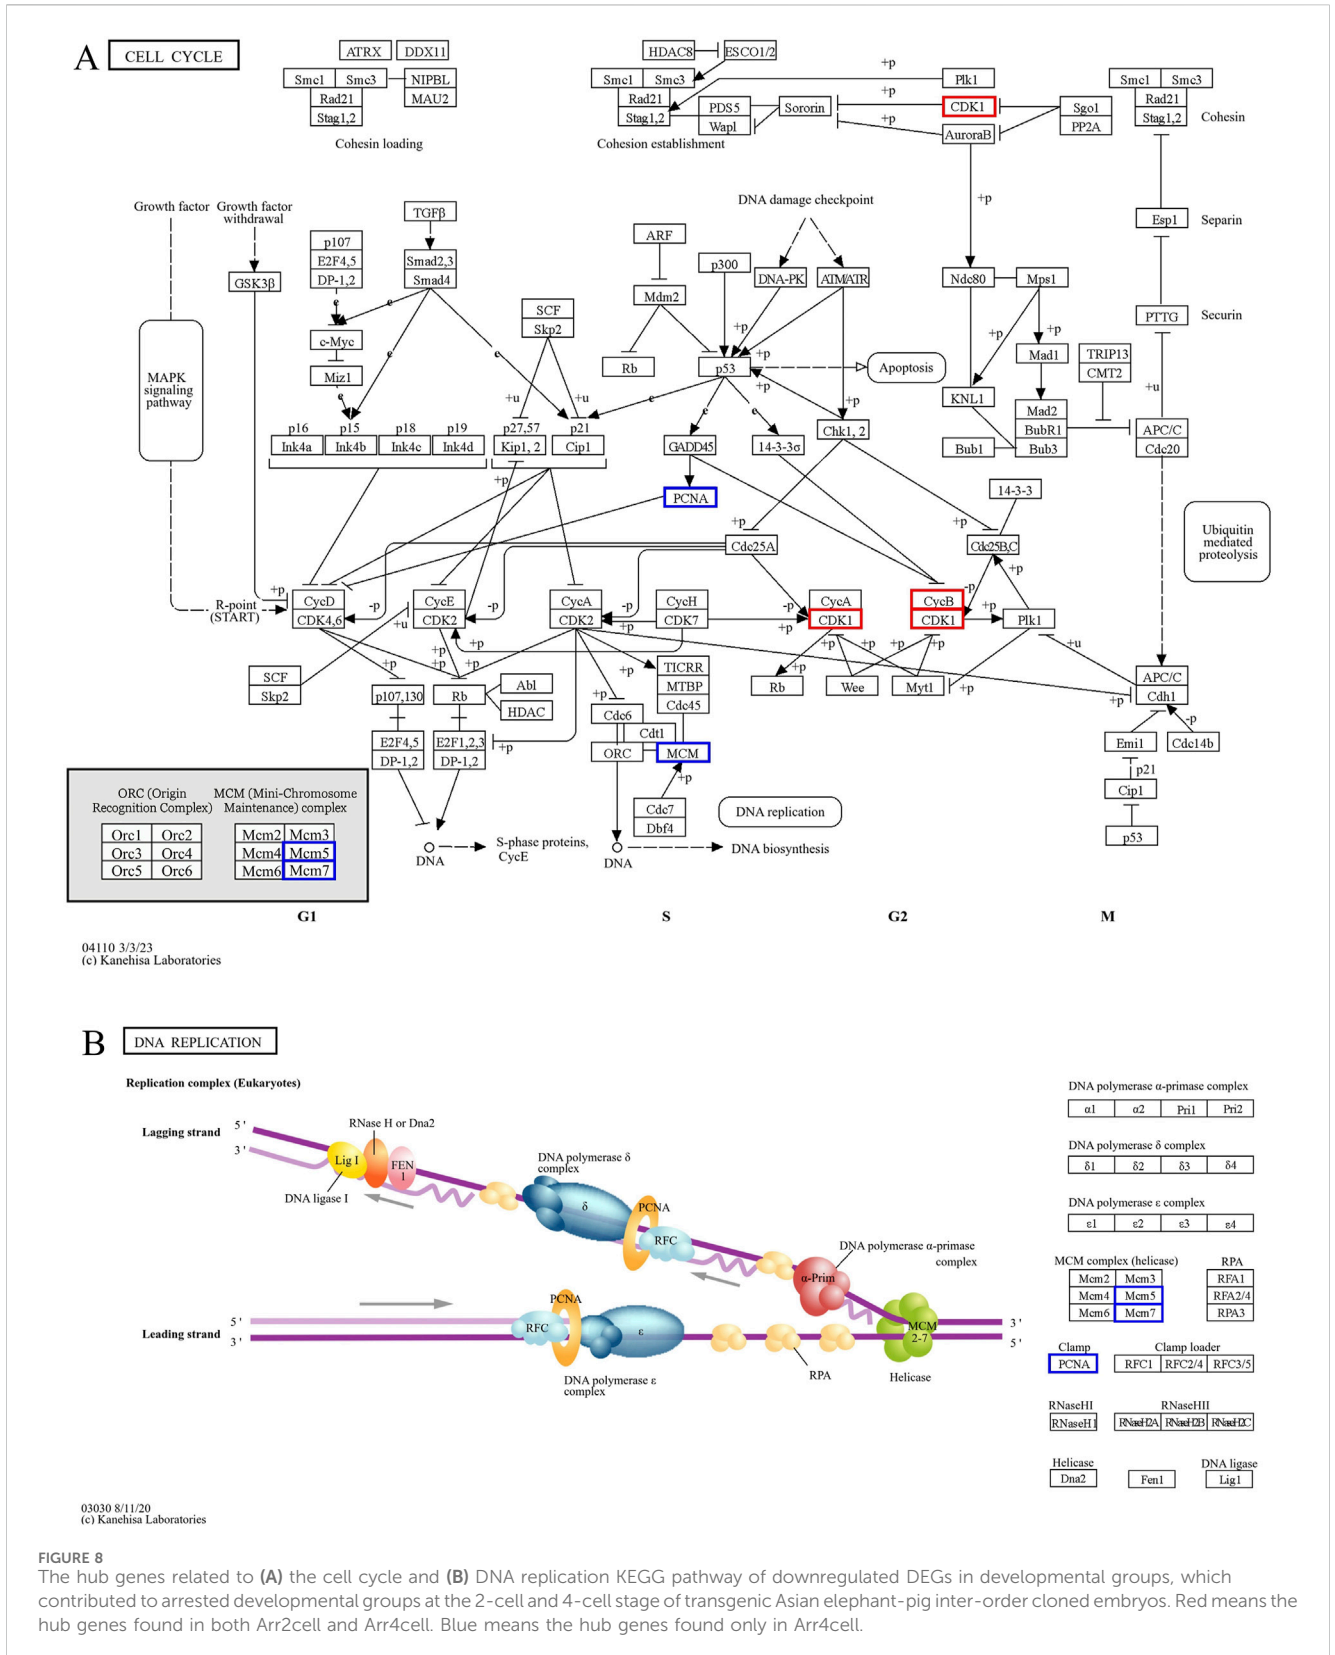 A
CELL CYCLE
ATRX
DDX11
Smc1
Smc3
NIPBL
MAU2
Rad21
Stag1,2
Cohesin loading
HDAC8
ESCO1/2
Smc1
Smc3
Rad21
Stag1,2
PDS5
Wapl
Sororin
Cohesion establishment
+p
Plk1
+p
CDK1
+p
AuroraB
Sgo1
PP2A
Smc1
Smc3
Rad21
Stag1,2
Cohesin
Growth factor
Growth factor
withdrawal
GSK3β
p107
E2F4,5
DP-1,2
e
TGFβ
Smad2,3
Smad4
e
c-Myc
Miz1
e
e
e
MAPK
signaling
pathway
SCF
Skp2
+u
+u
ARF
Mdm2
Rb
p300
DNA damage checkpoint
DNA-PK
ATM/ATR
+p
+p
p53
+p
+p
Apoptosis
e
e
e
+p
Ndc80
Mps1
+p
+p
Mad1
KNL1
Mad2
BubR1
Bub1
Bub3
TRIP13
CMT2
Esp1
Separin
PTTG
Securin
+u
APC/C
Cdc20
p16
Ink4a
p15
Ink4b
p18
Ink4c
p19
Ink4d
p27,57
Kip1, 2
p21
Cip1
GADD45
14-3-3σ
Chk1, 2
PCNA
+p
+p
+p
14-3-3
Cdc25A
Cdc25B,C
Ubiquitin
mediated
proteolysis
R-point
(START)
+p
CycD
CDK4,6
-p
CycE
CDK2
+u
-p
CycA
CDK2
-p
+p
CycH
CDK7
-p
+p
CycA
CDK1
CycB
CDK1
-p
+p
+p
Plk1
+u
SCF
Skp2
+p
+p
+p
+p
p107,130
Rb
Abl
HDAC
+p
+p
TICRR
MTBP
Cdc45
Rb
+p
Wee
+p
Myt1
+p
+p
+p
APC/C
Cdh1
-p
Emi1
Cdc14b
p21
Cip1
p53
E2F4,5
DP-1,2
E2F1,2,3
DP-1,2
+p
Cdc6
Cdt1
ORC
MCM
+p
Cdc7
Dbf4
DNA replication
DNA
S-phase proteins,
CycE
DNA
DNA biosynthesis
ORC (Origin
Recognition Complex)
MCM (Mini-Chromosome
Maintenance) complex
Orc1 Orc2
Orc3 Orc4
Orc5 Orc6
Mcm2 Mcm3
Mcm4 Mcm5
Mcm6 Mcm7
G1
S
G2
M
04110 3/3/23
(c) Kanehisa Laboratories
B
DNA REPLICATION
Replication complex (Eukaryotes)
Lagging strand
5 '
3 '
RNase H or Dna2
Lig I
FEN
1
DNA ligase I
DNA polymerase δ
complex
δ
PCNA
RFC
DNA polymerase α-primase
complex
α-Prim
Leading strand
5 '
3 '
PCNA
RFC
ε
DNA polymerase ε
complex
RPA
MCM
2-7
Helicase
3 '
5 '
DNA polymerase α-primase complex
α1 α2 Pri1 Pri2
DNA polymerase δ complex
δ1 δ2 δ3 δ4
DNA polymerase ε complex
ε1 ε2 ε3 ε4
MCM complex (helicase)
Mcm2 Mcm3
Mcm4 Mcm5
Mcm6 Mcm7
RPA
RFA1
RFA2/4
RPA3
Clamp
PCNA
Clamp loader
RFC1 RFC2/4 RFC3/5
RNaseHI
RNaseH1
RNaseHII
RNaseH2A RNaseH2B RNaseH2C
Helicase
Dna2
Fen1
DNA ligase
Lig1
03030 8/11/20
(c) Kanehisa Laboratories
FIGURE 8
The hub genes related to (A) the cell cycle and (B) DNA replication KEGG pathway of downregulated DEGs in developmental groups, which
contributed to arrested developmental groups at the 2-cell and 4-cell stage of transgenic Asian elephant-pig inter-order cloned embryos. Red means the
hub genes found in both Arr2cell and Arr4cell. Blue means the hub genes found only in Arr4cell.